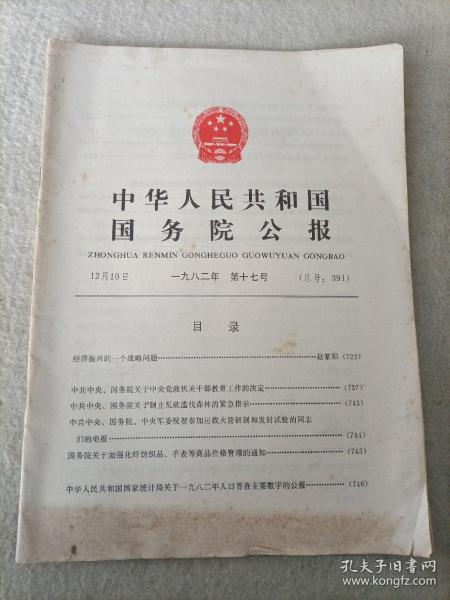 中华人民共和国
国务院公报
ZHONGHUA RENMIN GONGHEGUO GUOWUYUAN GONGBAO
12月10日 一九八二年 第十七号 (总号：391)
目录
经济振兴的一个战略问题……赵紫阳 (723)
中共中央、国务院关于中央党政机关干部教育工作的决定……(737)
中共中央、国务院关于制止乱砍滥伐森林的紧急指示……(743)
中共中央、国务院、中央军委祝贺参加运载火箭研制和发射试验的同志
们的电报……(744)
国务院关于加强化纤纺织品、手表等商品价格管理的通知……(745)
中华人民共和国国家统计局关于一九八二年人口普查主要数字的公报……(746)
孔夫子旧书网
www.kongfz.com